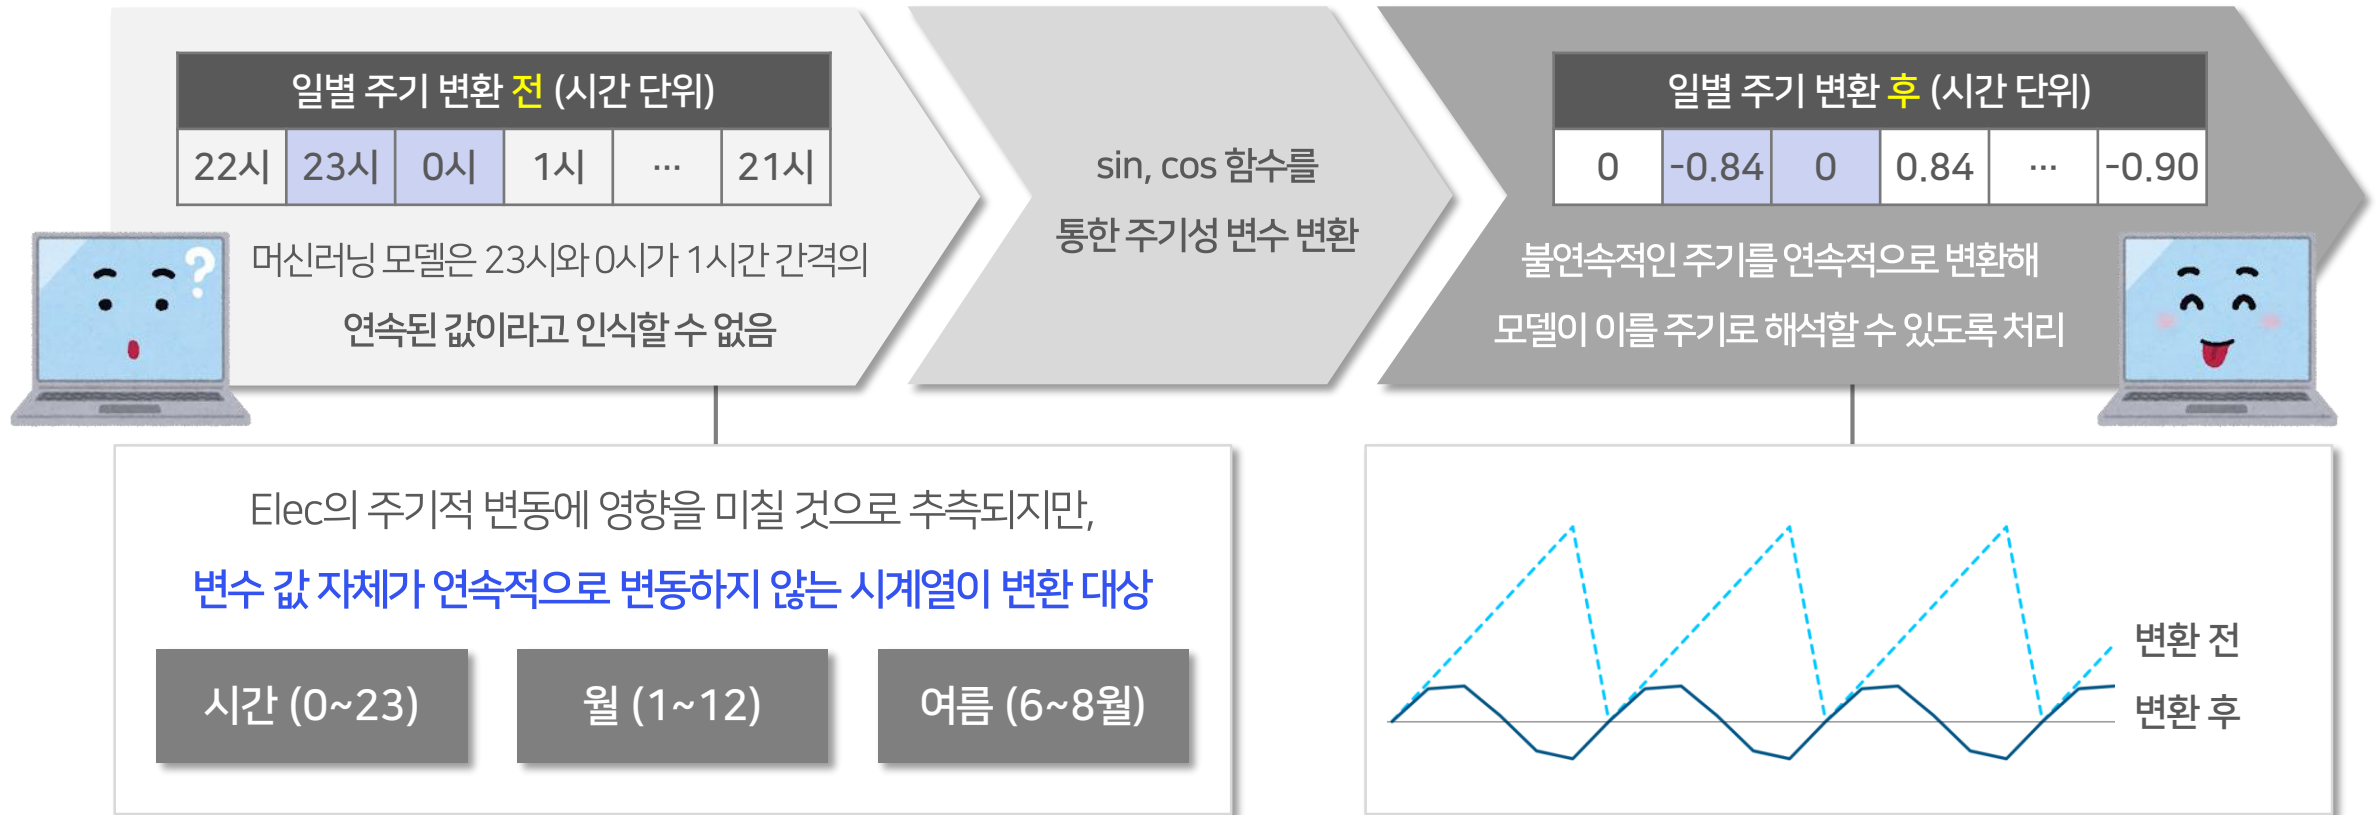 일별 주기 변환 전 (시간 단위)
22시 23시 0시 1시 ··· 21시
머신러닝 모델은 23시와 0시가 1시간 간격의
연속된 값이라고 인식할 수 없음
?
sin, cos 함수를
통한 주기성 변수 변환
일별 주기 변환 후 (시간 단위)
0 -0.84 0 0.84 ··· -0.90
불연속적인 주기를 연속적으로 변환해
모델이 이를 주기로 해석할 수 있도록 처리
Elec의 주기적 변동에 영향을 미칠 것으로 추측되지만,
변수 값 자체가 연속적으로 변동하지 않는 시계열이 변환 대상
시간 (0~23)
월 (1~12)
여름 (6~8월)
변환 전
변환 후